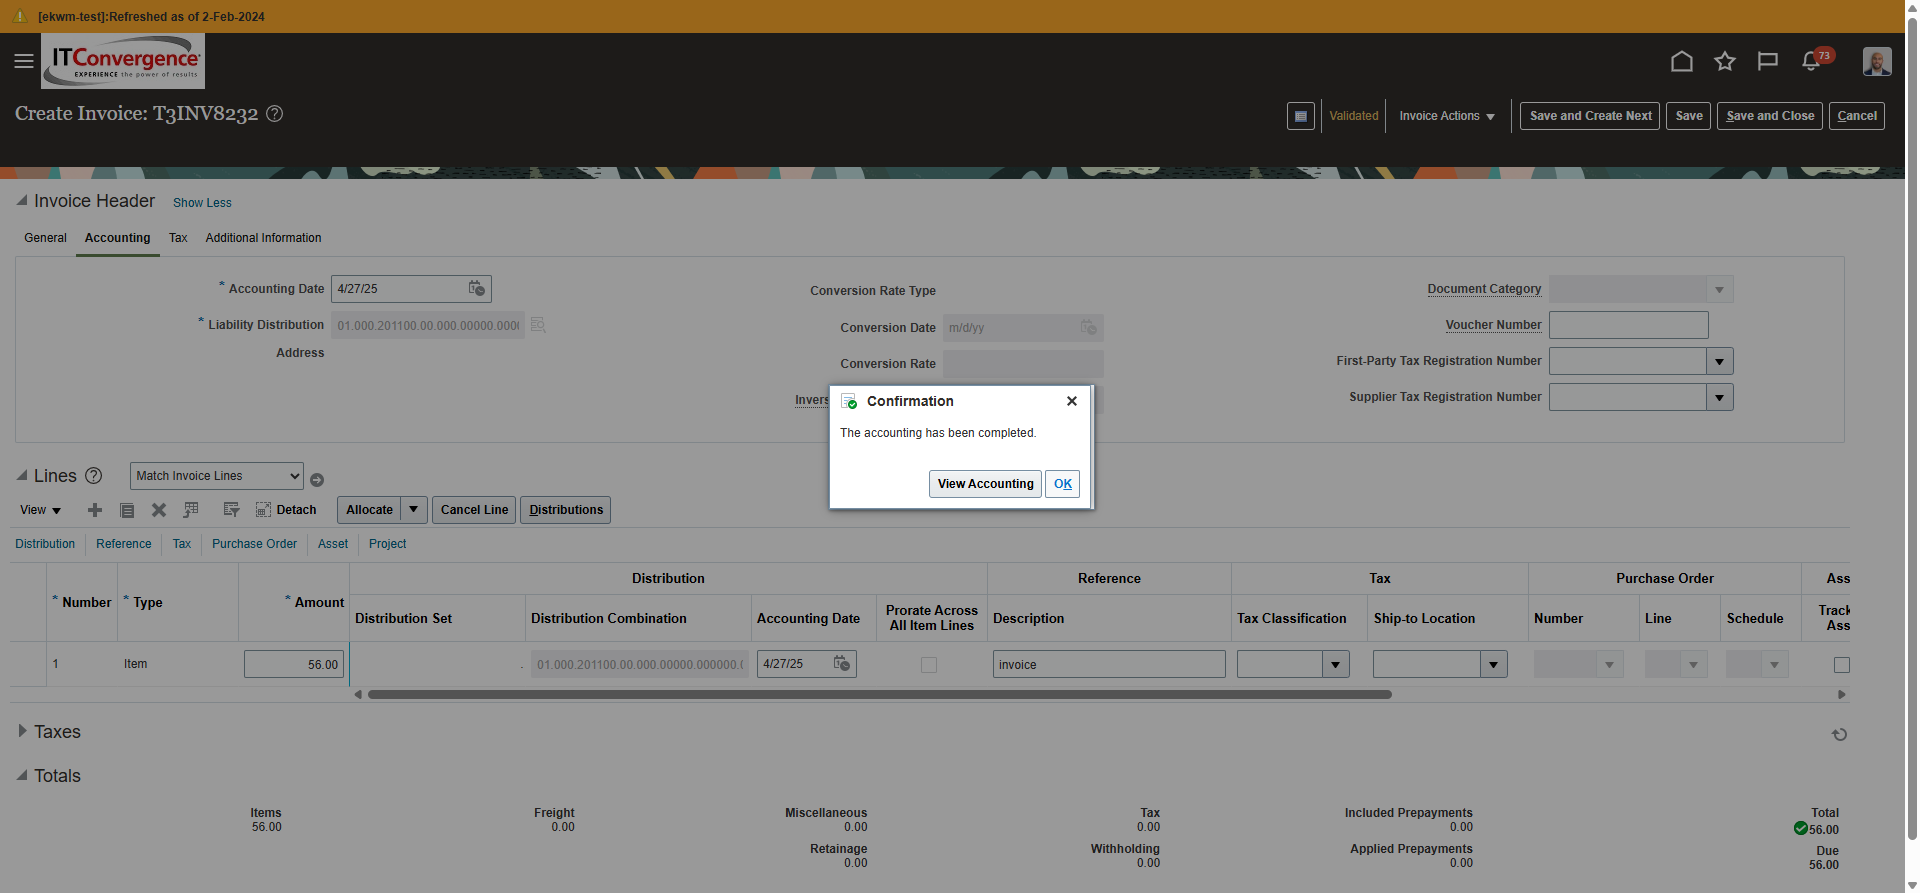 [ekwm-test]:Refreshed as of 2-Feb-2024
ITConvergence
EXPERIENCE the power of results
73
Create Invoice: T3INV8232
Validated
Invoice Actions
Save and Create Next
Save
Save and Close
Cancel
Invoice Header
Show Less
General
Accounting
Tax
Additional Information
* Accounting Date
4/27/25
* Liability Distribution
01.000.201100.00.000.00000.000(
Address
Conversion Rate Type
Conversion Date
m/d/yy
Conversion Rate
Invers
Document Category
Voucher Number
First-Party Tax Registration Number
Supplier Tax Registration Number
Confirmation
The accounting has been completed.
View Accounting
OK
Lines
Match Invoice Lines
View
Detach
Allocate
Cancel Line
Distributions
Distribution
Reference
Tax
Purchase Order
Asset
Project
Distribution
Reference
Tax
Purchase Order
Ass
* Number
* Type
* Amount
Distribution Set
Distribution Combination
Accounting Date
Prorate Across
All Item Lines
Description
Tax Classification
Ship-to Location
Number
Line
Schedule
Track
Ass
1
Item
56.00
01.000.201100.00.000.00000.000000.(
4/27/25
invoice
Taxes
Totals
Items
56.00
Freight
0.00
Miscellaneous
0.00
Tax
0.00
Included Prepayments
0.00
Total
56.00
Retainage
0.00
Withholding
0.00
Applied Prepayments
0.00
Due
56.00